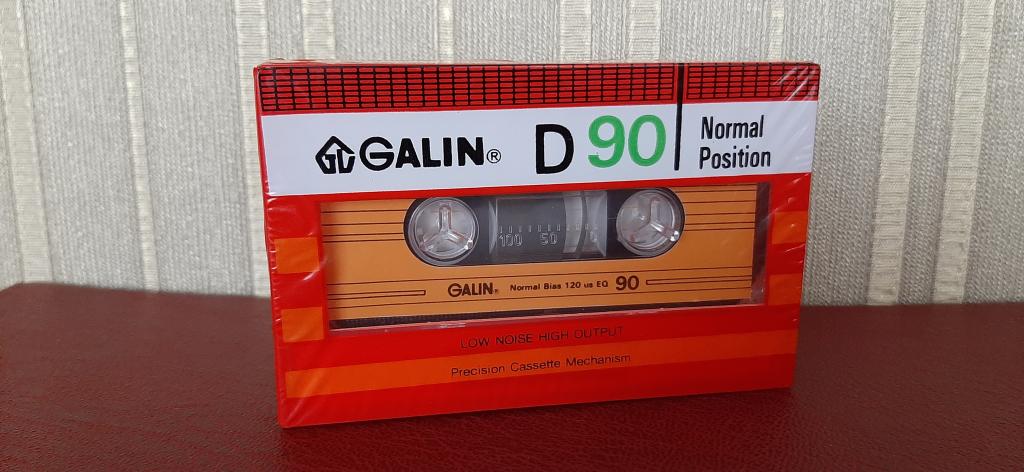 GALIN® D 90 Normal Position
100 50
GALIN® Normal Bias 120 us EQ 90
LOW NOISE HIGH OUTPUT
Precision Cassette Mechanism